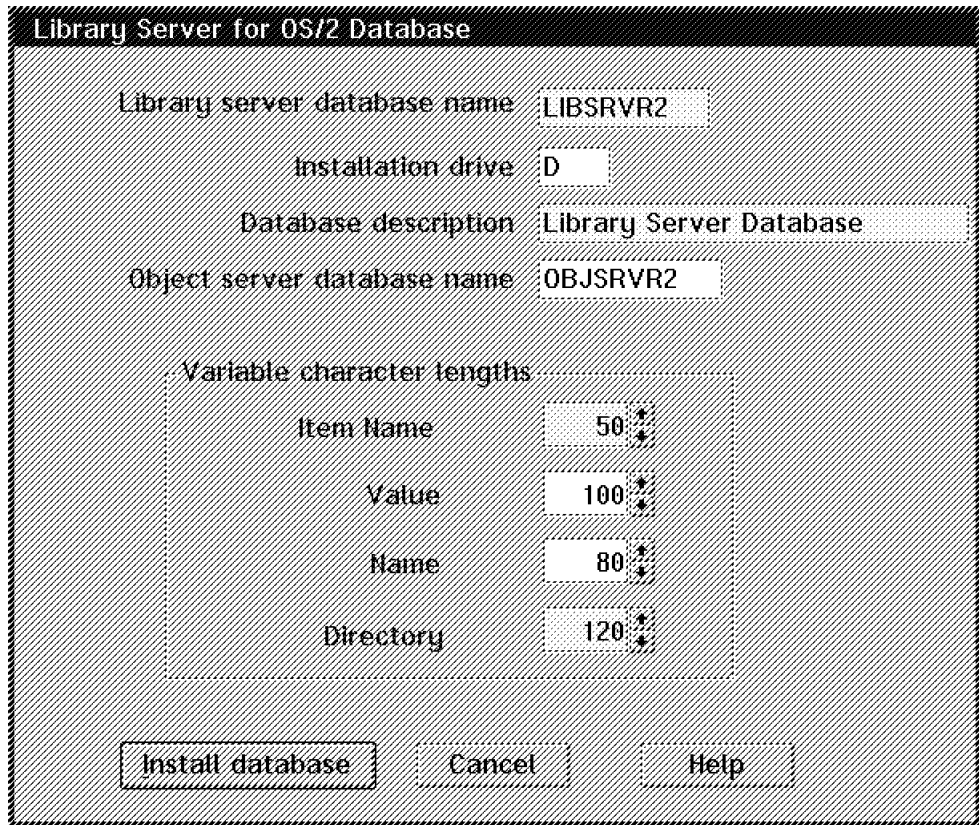 Library Server for OS/2 Database
Library server database name LIBSRVR2
Installation drive D
Database description Library Server Database
Object server database name OBJSRVR2
Variable character lengths
Item Name 50
Value 100
Name 80
Directory 120
Install database Cancel Help